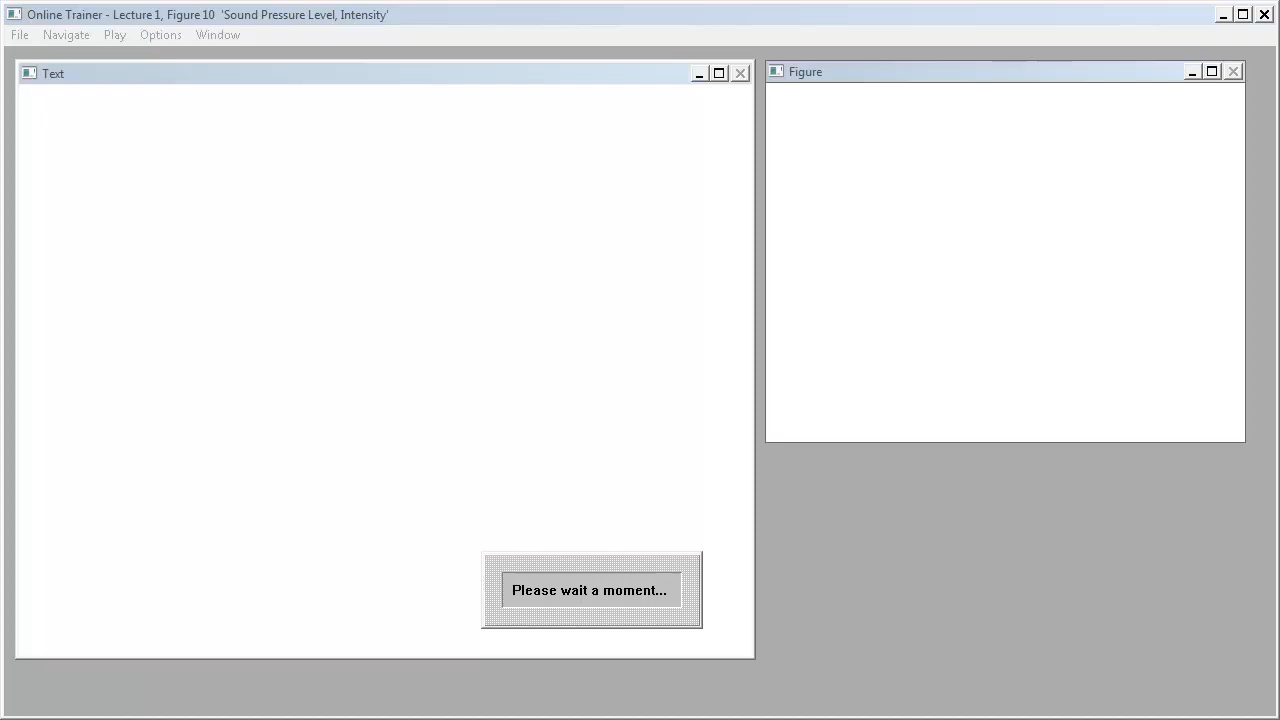 Online Trainer - Lecture 1, Figure 10 'Sound Pressure Level, Intensity'
File Navigate Play Options Window
Text
Figure
Please wait a moment...